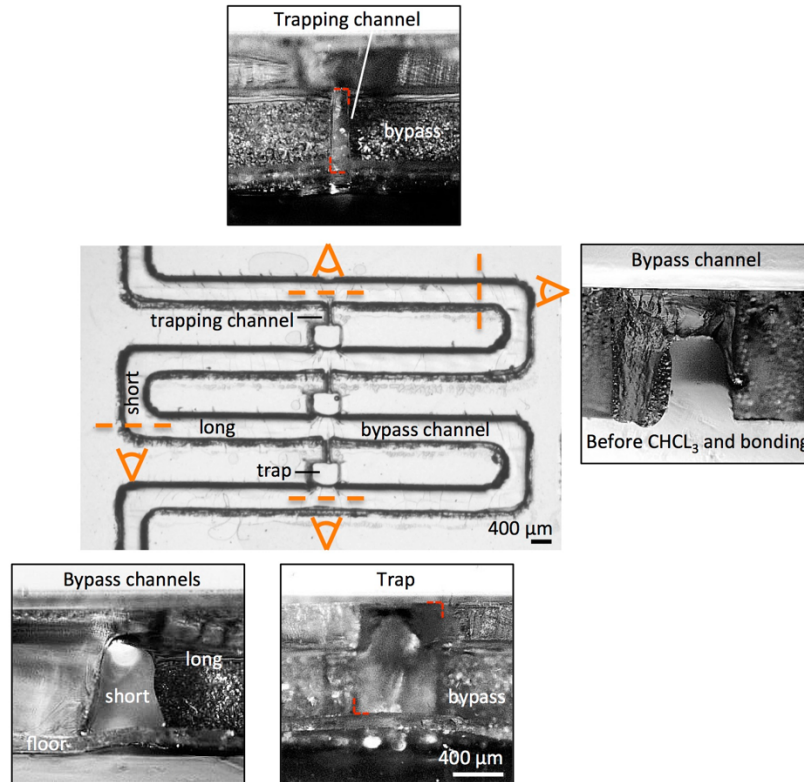 Trapping channel
bypass
trapping channel
short
long
bypass channel
trap
400 µm
Bypass channel
Before CHCL₃ and bonding
Bypass channels
long
short
floor
Trap
bypass
400 µm